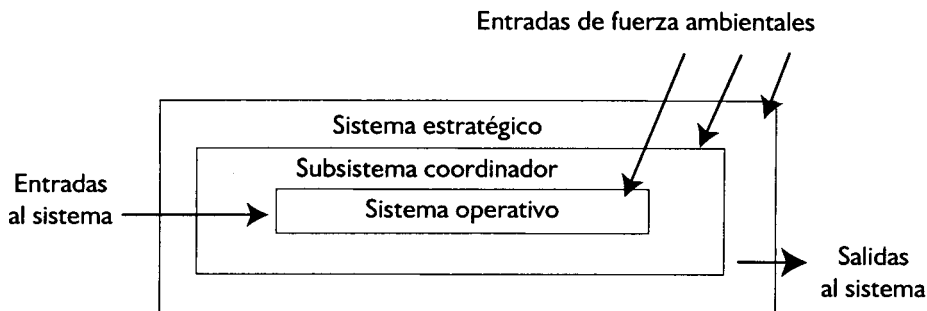 Entradas de fuerza ambientales
Sistema estratégico
Subsistema coordinador
Sistema operativo
Entradas
al sistema
Salidas
al sistema